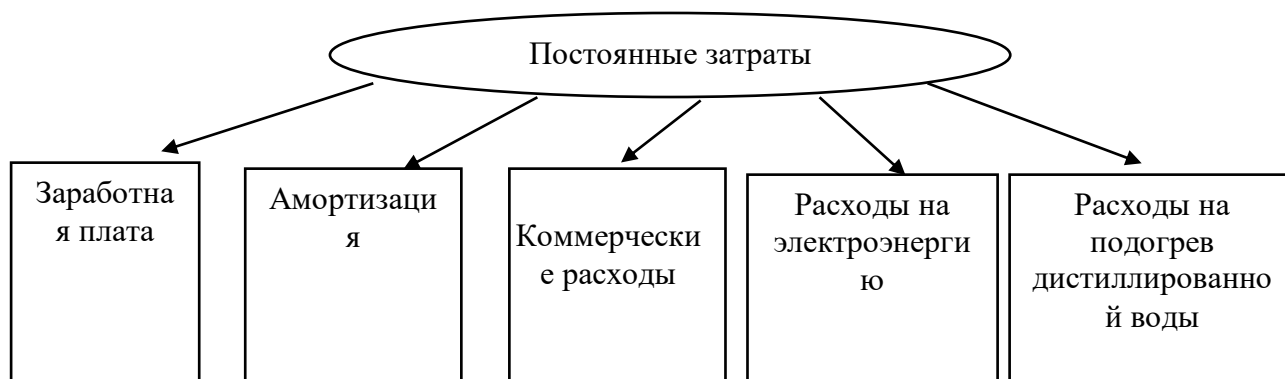 Постоянные затраты
Заработна
я плата
Амортизаци
я
Коммерчески
е расходы
Расходы на
электроэнерги
ю
Расходы на
подогрев
дистиллированно
й воды